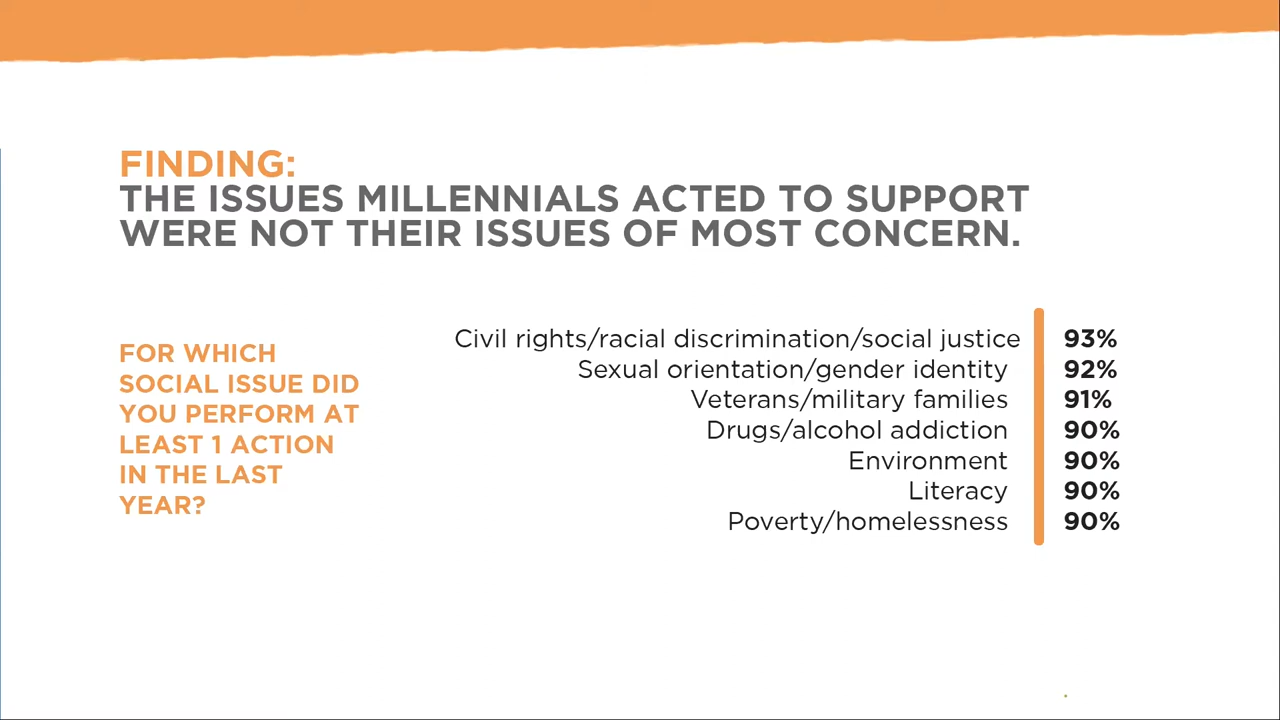 FINDING:
THE ISSUES MILLENNIALS ACTED TO SUPPORT
WERE NOT THEIR ISSUES OF MOST CONCERN.
FOR WHICH
SOCIAL ISSUE DID
YOU PERFORM AT
LEAST 1 ACTION
IN THE LAST
YEAR?
Civil rights/racial discrimination/social justice 93%
Sexual orientation/gender identity 92%
Veterans/military families 91%
Drugs/alcohol addiction 90%
Environment 90%
Literacy 90%
Poverty/homelessness 90%